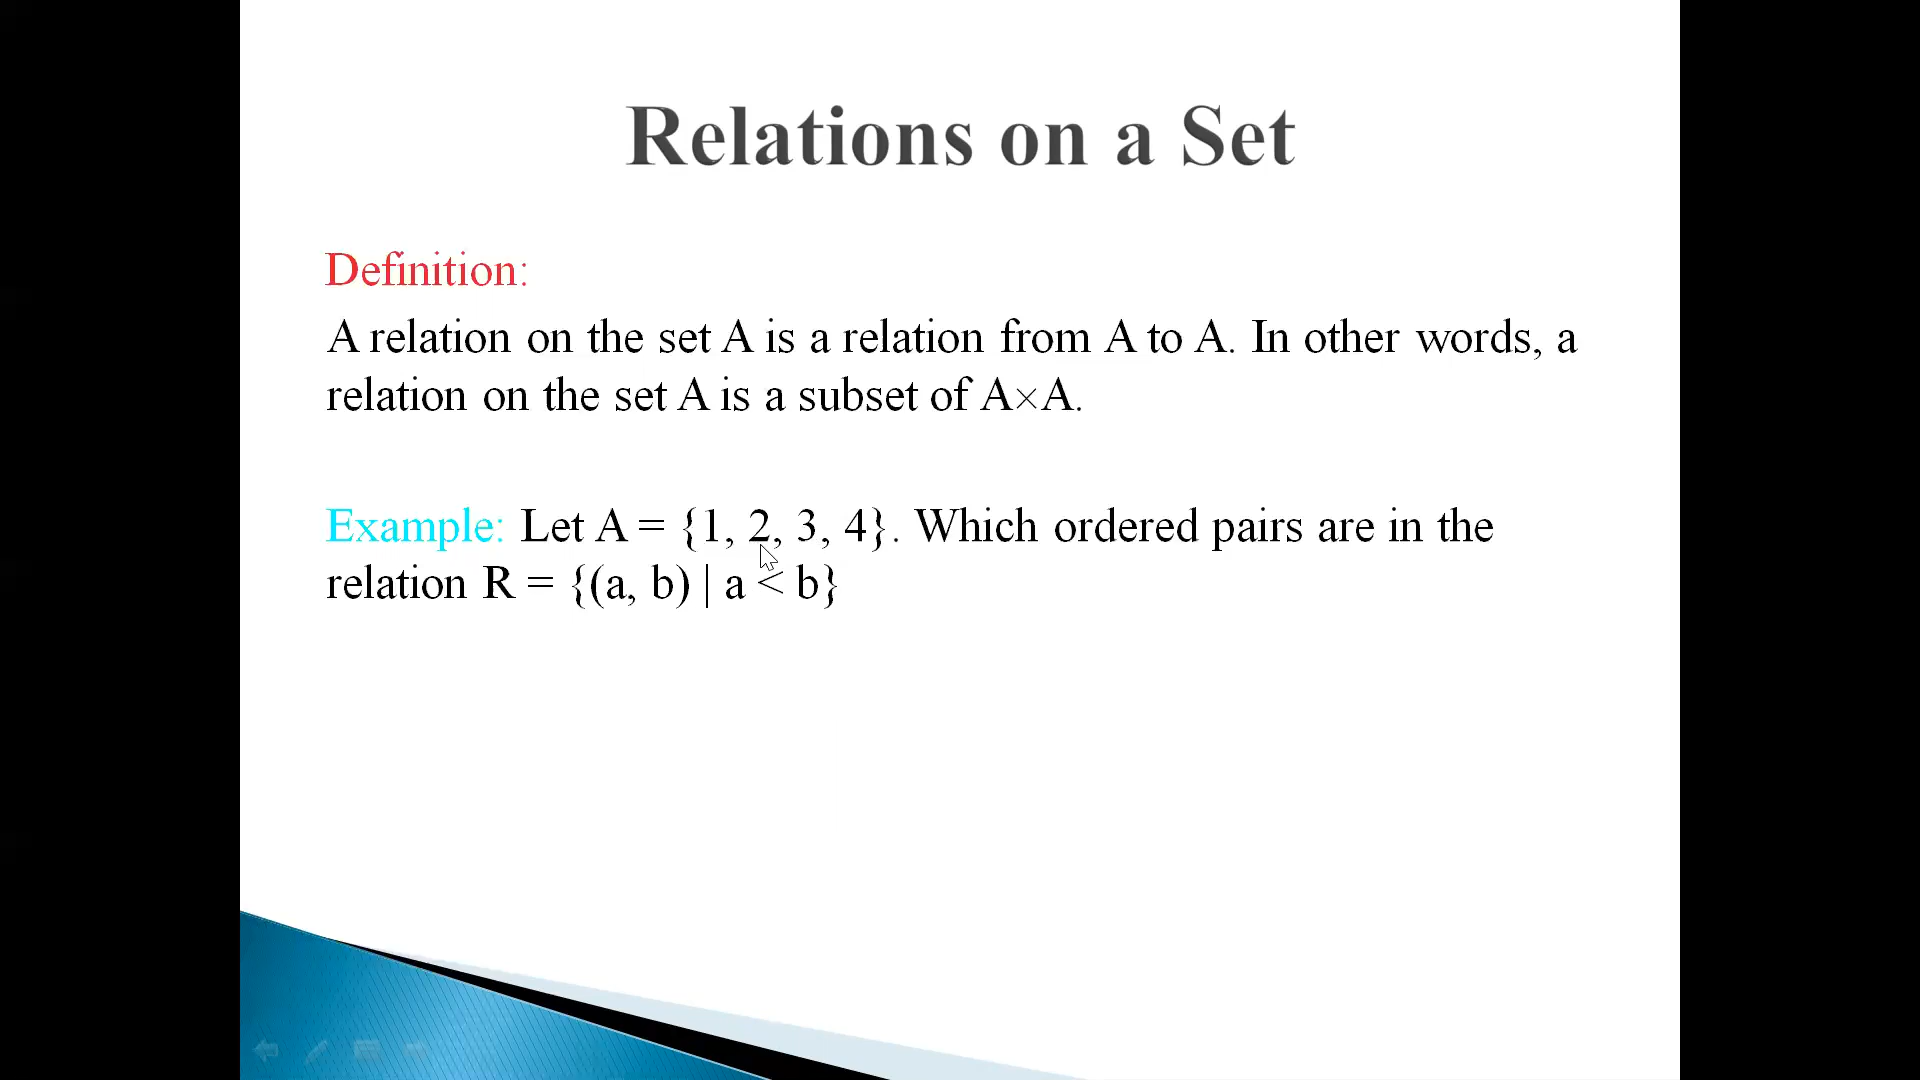 Relations on a Set
Definition:
A relation on the set A is a relation from A to A. In other words, a
relation on the set A is a subset of A×A.
Example: Let A = {1, 2, 3, 4}. Which ordered pairs are in the
relation R = {(a, b) | a < b}